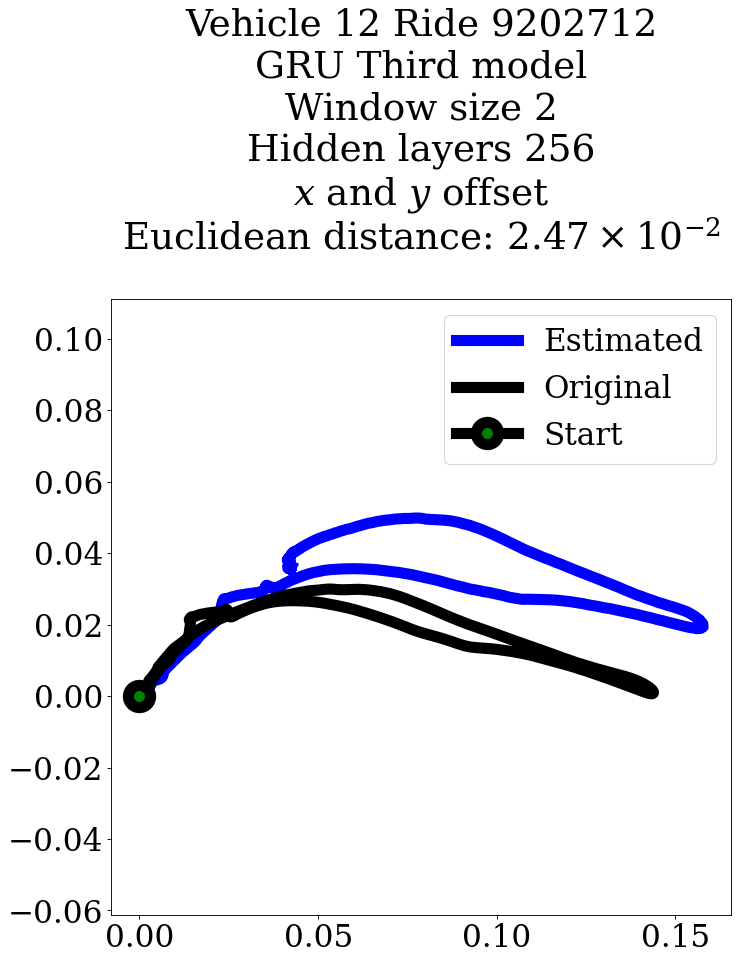 Vehicle 12 Ride 9202712
GRU Third model
Window size 2
Hidden layers 256
x and y offset
Euclidean distance: 2.47 × 10⁻²
Estimated
Original
Start
0.10
0.08
0.06
0.04
0.02
0.00
−0.02
−0.04
−0.06
0.00 0.05 0.10 0.15